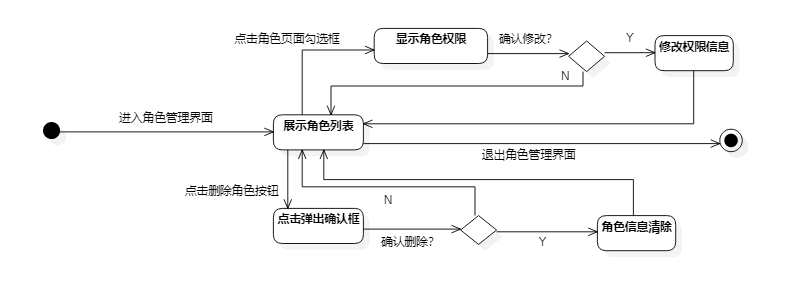 点击角色页面勾选框
显示角色权限
确认修改？
Y
修改权限信息
N
进入角色管理界面
展示角色列表
退出角色管理界面
点击删除角色按钮
N
点击弹出确认框
确认删除？
Y
角色信息清除